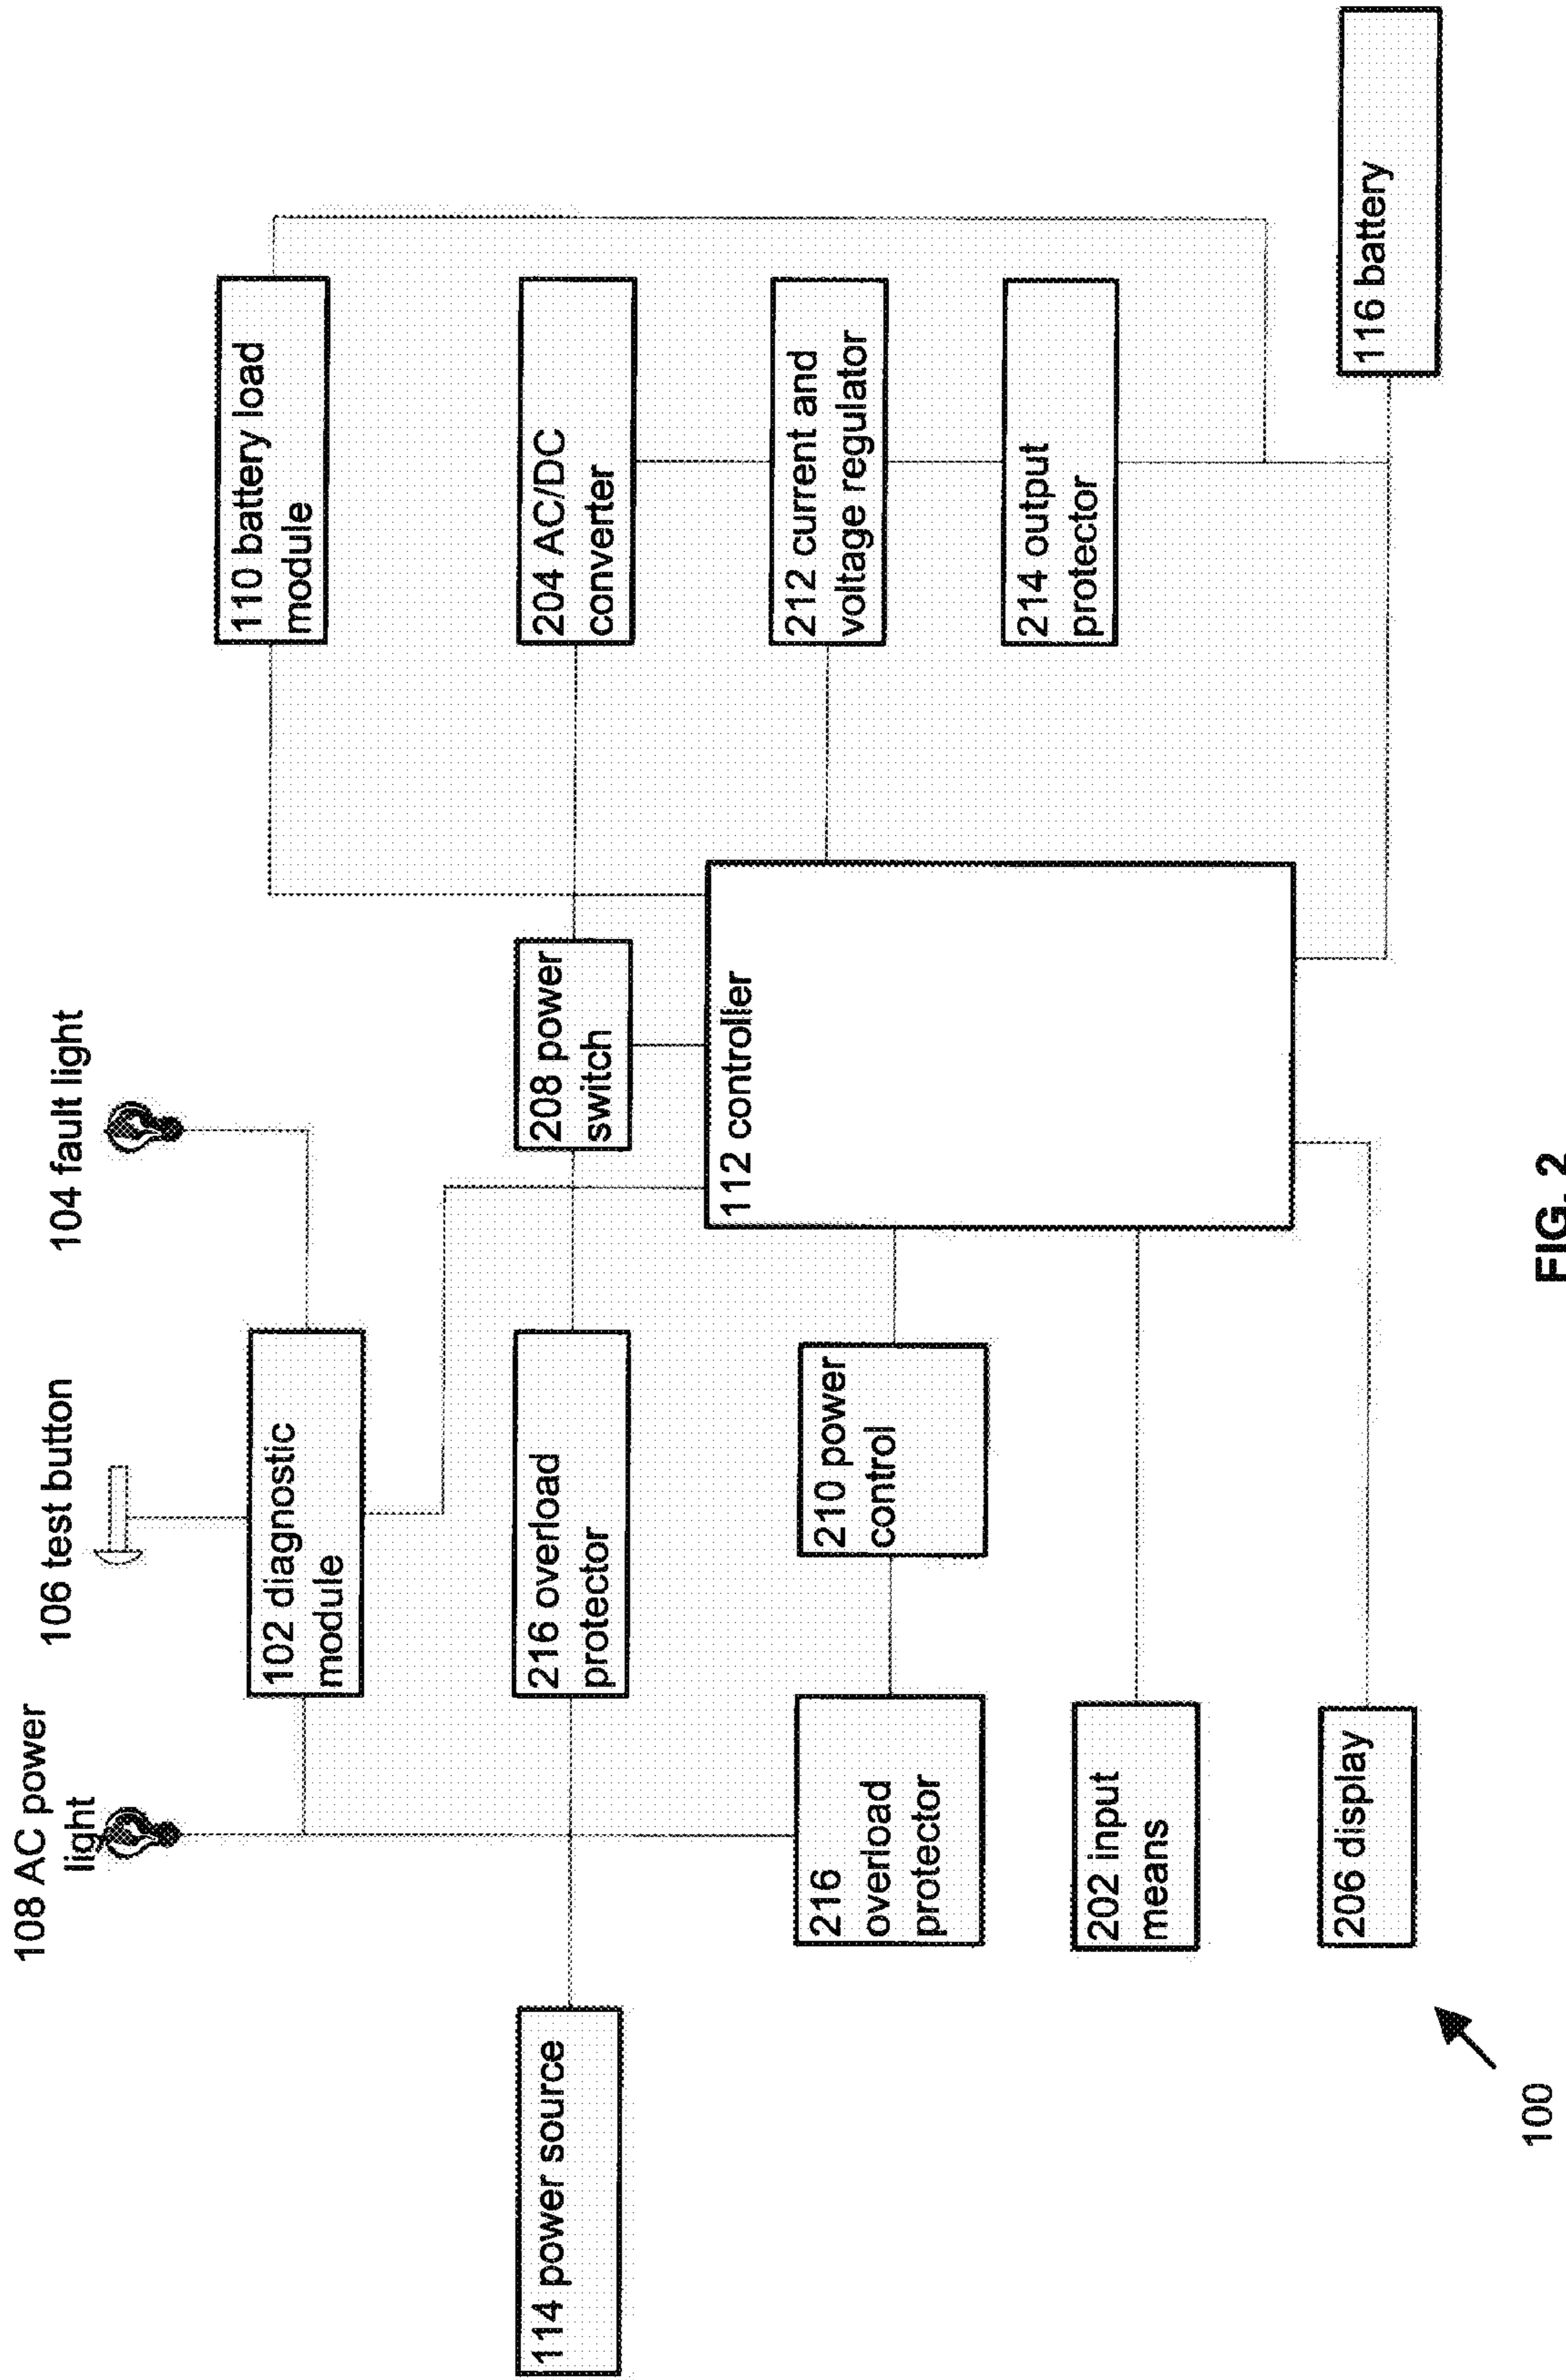 108 AC power
light
106 test button
104 fault light
102 diagnostic
module
110 battery load
module
114 power source
216 overload
protector
208 power
switch
204 AC/DC
converter
216
overload
protector
210 power
control
112 controller
212 current and
voltage regulator
202 input
means
214 output
protector
206 display
116 battery
100
FIG. 2